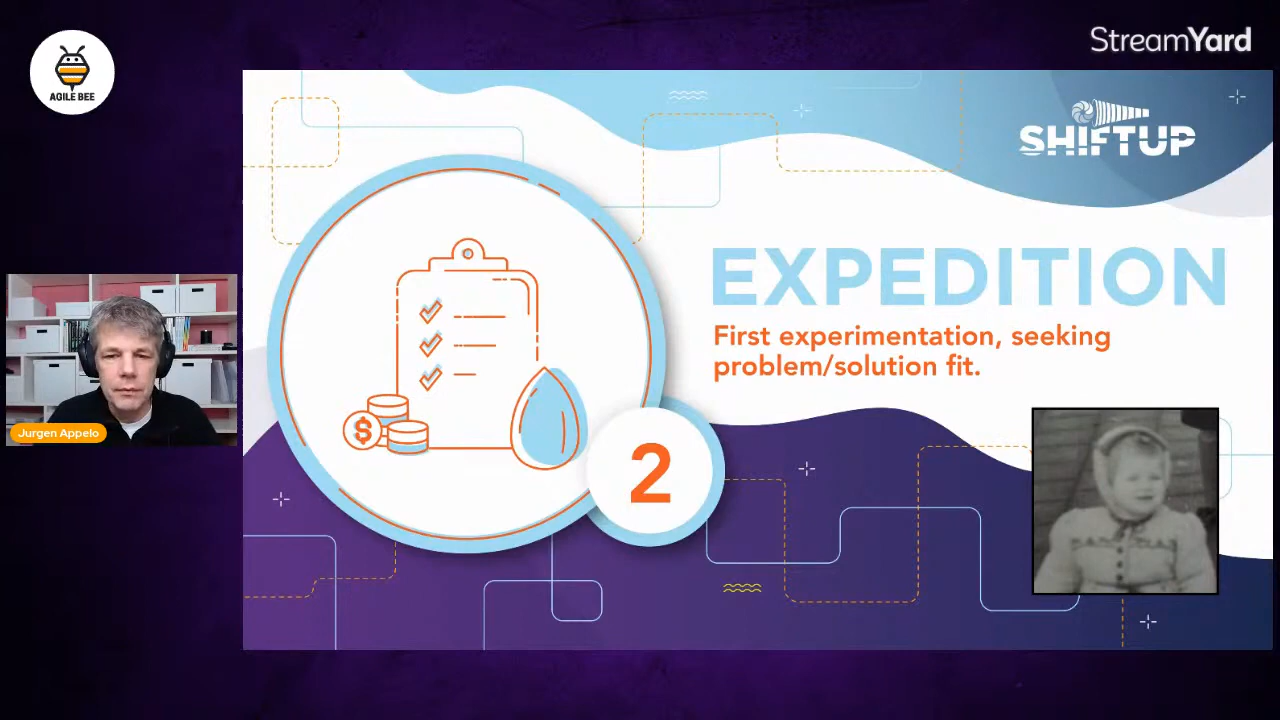 AGILE BEE
StreamYard
SHIFTUP
EXPEDITION
First experimentation, seeking
problem/solution fit.
$
2
Jurgen Appelo